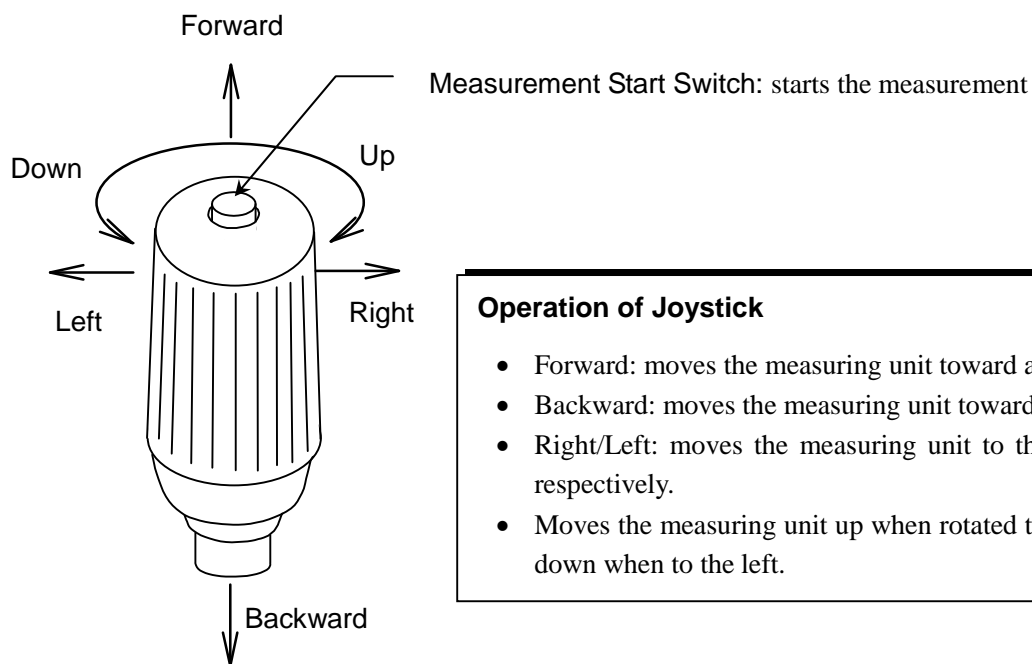 Forward
Measurement Start Switch: starts the measurement
Down
Up
Left
Right
Operation of Joystick
• Forward: moves the measuring unit toward
• Backward: moves the measuring unit toward
• Right/Left: moves the measuring unit to
respectively.
• Moves the measuring unit up when rotated
down when to the left.
Backward